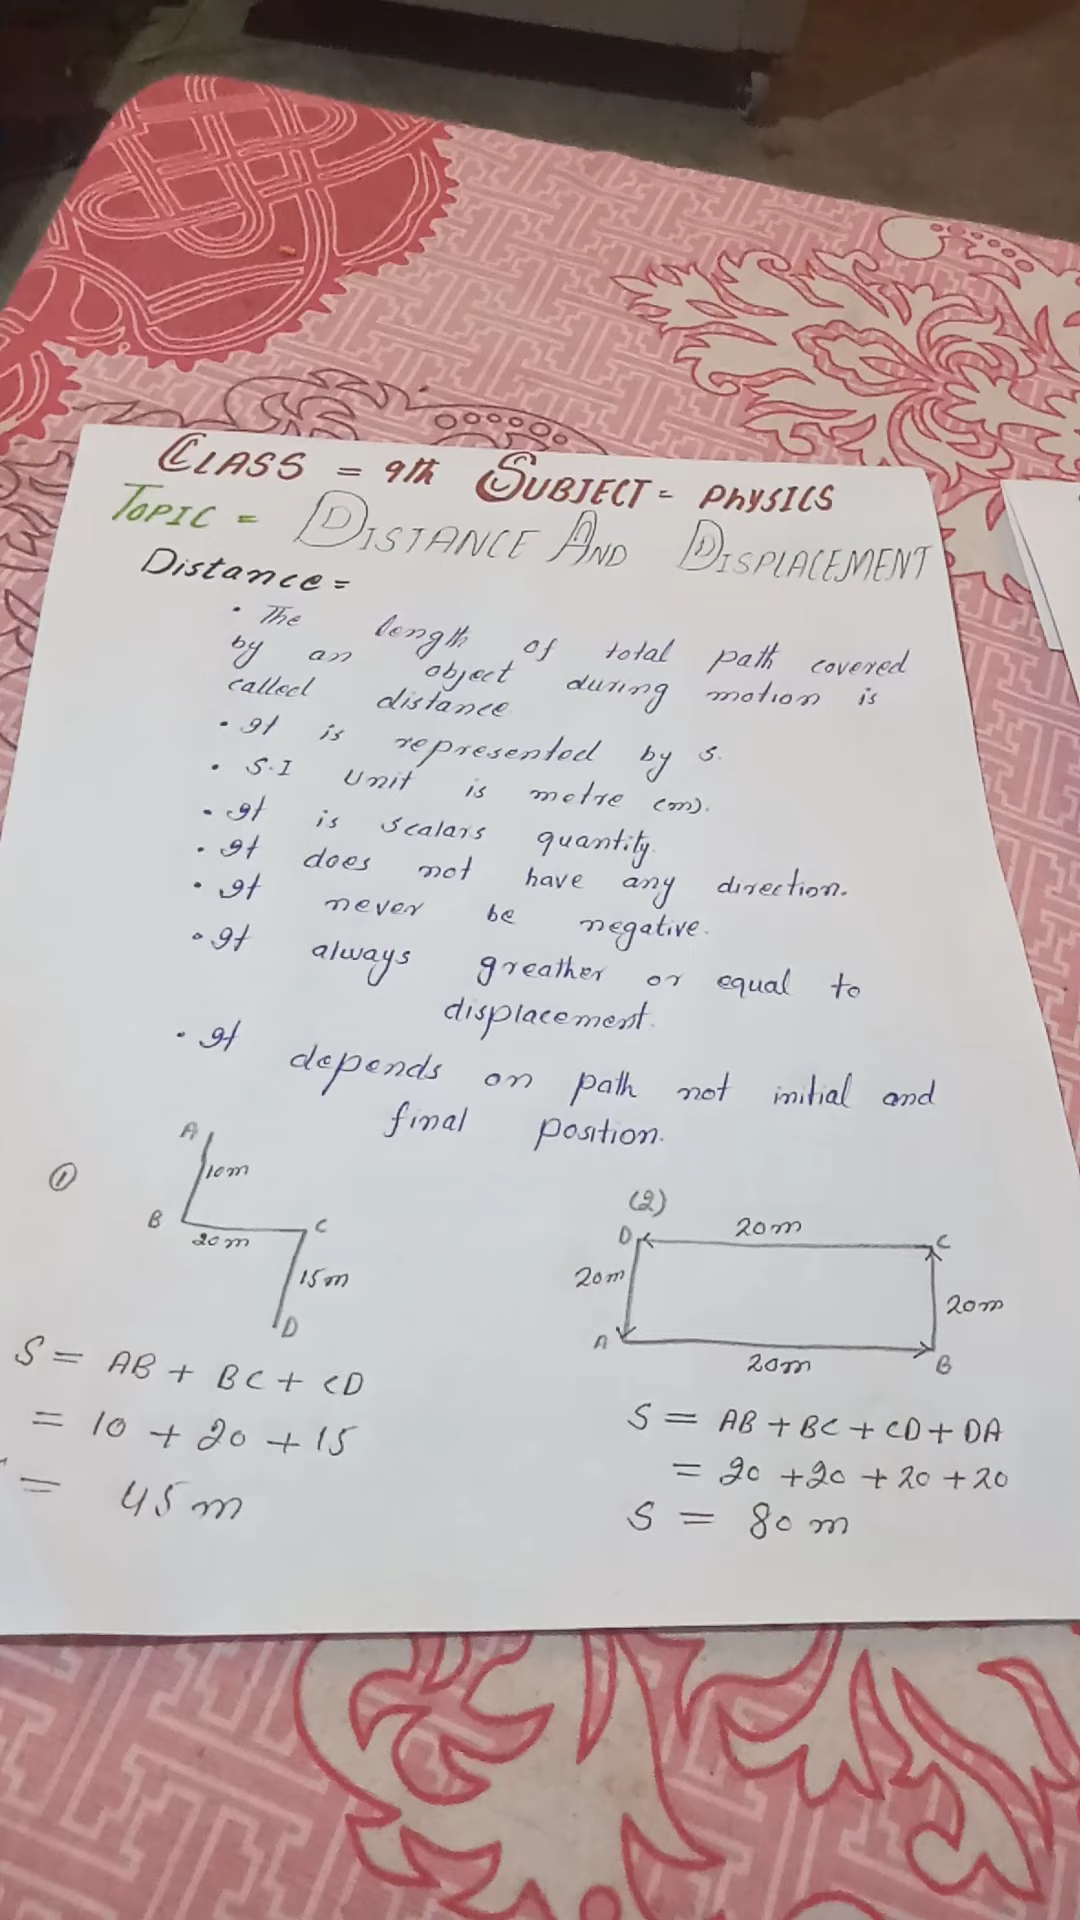 CLASS = 9th SUBJECT = PHYSICS
TOPIC = DISTANCE AND DISPLACEMENT
Distance =
• The length of total path covered
by an object during motion is
called distance
• It is represented by s.
• S.I Unit is metre (m).
• It is scalars quantity.
• It does not have any direction.
• It never be negative.
• It always greather or equal to
displacement.
• It depends on path not initial and
final position.
①
A
10m
B
20m
C
15m
D
S = AB + BC + CD
= 10 + 20 + 15
= 45 m
(2)
D 20m C
20m
20m
A 20m B
S = AB + BC + CD + DA
= 20 + 20 + 20 + 20
S = 80 m